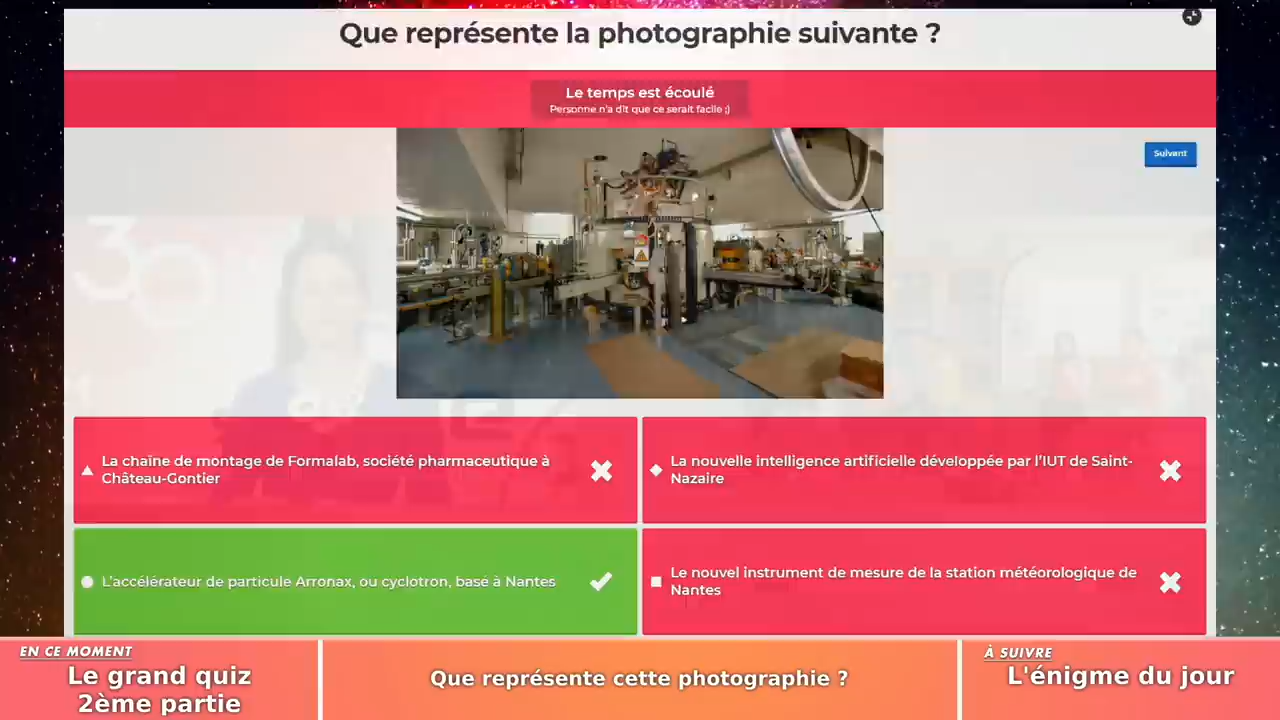 Que représente la photographie suivante ?
Le temps est écoulé
Personne n'a dit que ce serait facile ;)
Suivant
30
La chaîne de montage de Formalab, société pharmaceutique à
Château-Gontier
La nouvelle intelligence artificielle développée par l'IUT de Saint-
Nazaire
L'accélérateur de particule Arronax, ou cyclotron, basé à Nantes
Le nouvel instrument de mesure de la station météorologique de
Nantes
EN CE MOMENT
Le grand quiz
2ème partie
Que représente cette photographie ?
À SUIVRE
L'énigme du jour